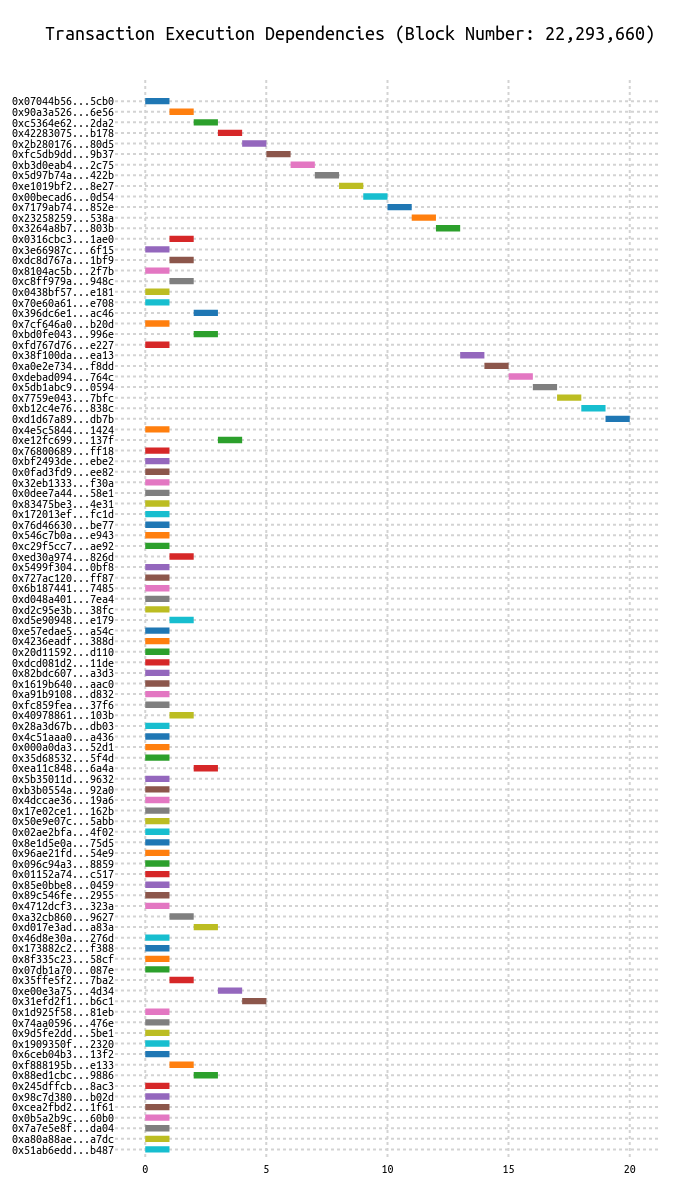 Transaction Execution Dependencies (Block Number: 22,293,660)
0x07044b56...5cb0
0x90a3a526...6e56
0xc5364e62...2da2
0x42283075...b178
0x2b280176...80d5
0xfc5db9dd...9b37
0xb3d0eab4...2c75
0x5d97b74a...422b
0xe1019bf2...8e27
0x00becad6...0d54
0x7179ab74...852e
0x23258259...538a
0x3264a8b7...803b
0x0316cbc3...1ae0
0x3e66987c...6f15
0xdc8d767a...1bf9
0x8104ac5b...2f7b
0xc8ff979a...948c
0x0438bf57...e181
0x70e60a61...e708
0x396dc6e1...ac46
0x7cf646a0...b20d
0xbd0fe043...996e
0xfd767d76...e227
0x38f100da...ea13
0xa0e2e734...f8dd
0xdebad094...764c
0x5db1abc9...0594
0x7759e043...7bfc
0xb12c4e76...838c
0xd1d67a89...db7b
0x4e5c5844...1424
0xe12fc699...137f
0x76800689...ff18
0xbf2493de...ebe2
0x0fad3fd9...ee82
0x32eb1333...f30a
0x0dee7a44...58e1
0x83475be3...4e31
0x172013ef...fc1d
0x76d46630...be77
0x546c7b0a...e943
0xc29f5cc7...ae92
0xed30a974...826d
0x5499f304...0bf8
0x727ac120...ff87
0x6b187441...7485
0xd048a401...7ea4
0xd2c95e3b...38fc
0xd5e90948...e179
0xe57edae5...a54c
0x4236eadf...388d
0x20d11592...d110
0xdcd081d2...11de
0x82bdc607...a3d3
0x1619b640...aac0
0xa91b9108...d832
0xfc859fea...37f6
0x40978861...103b
0x28a3d67b...db03
0x4c51aaa0...a436
0x000a0da3...52d1
0x35d68532...5f4d
0xea11c848...6a4a
0x5b35011d...9632
0xb3b0554a...92a0
0x4dccae36...19a6
0x17e02ce1...162b
0x50e9e07c...5abb
0x02ae2bfa...4f02
0x8e1d5e0a...75d5
0x96ae21fd...54e9
0x096c94a3...8859
0x01152a74...c517
0x85e0bbe8...0459
0x89c546fe...2955
0x4712dcf3...323a
0xa32cb860...9627
0xd017e3ad...a83a
0x46d8e30a...276d
0x173882c2...f388
0x8f335c23...58cf
0x07db1a70...087e
0x35ffe5f2...7ba2
0xe00e3a75...4d34
0x31efd2f1...b6c1
0x1d925f58...81eb
0x74aa0596...476e
0x9d5fe2dd...5be1
0x1909350f...2320
0x6ceb04b3...13f2
0xf888195b...e133
0x88ed1cbc...9886
0x245dffcb...8ac3
0x98c7d380...b02d
0xcea2fbd2...1f61
0x0b5a2b9c...60b0
0x7a7e5e8f...da04
0xa80a88ae...a7dc
0x51ab6edd...b487
0 5 10 15 20